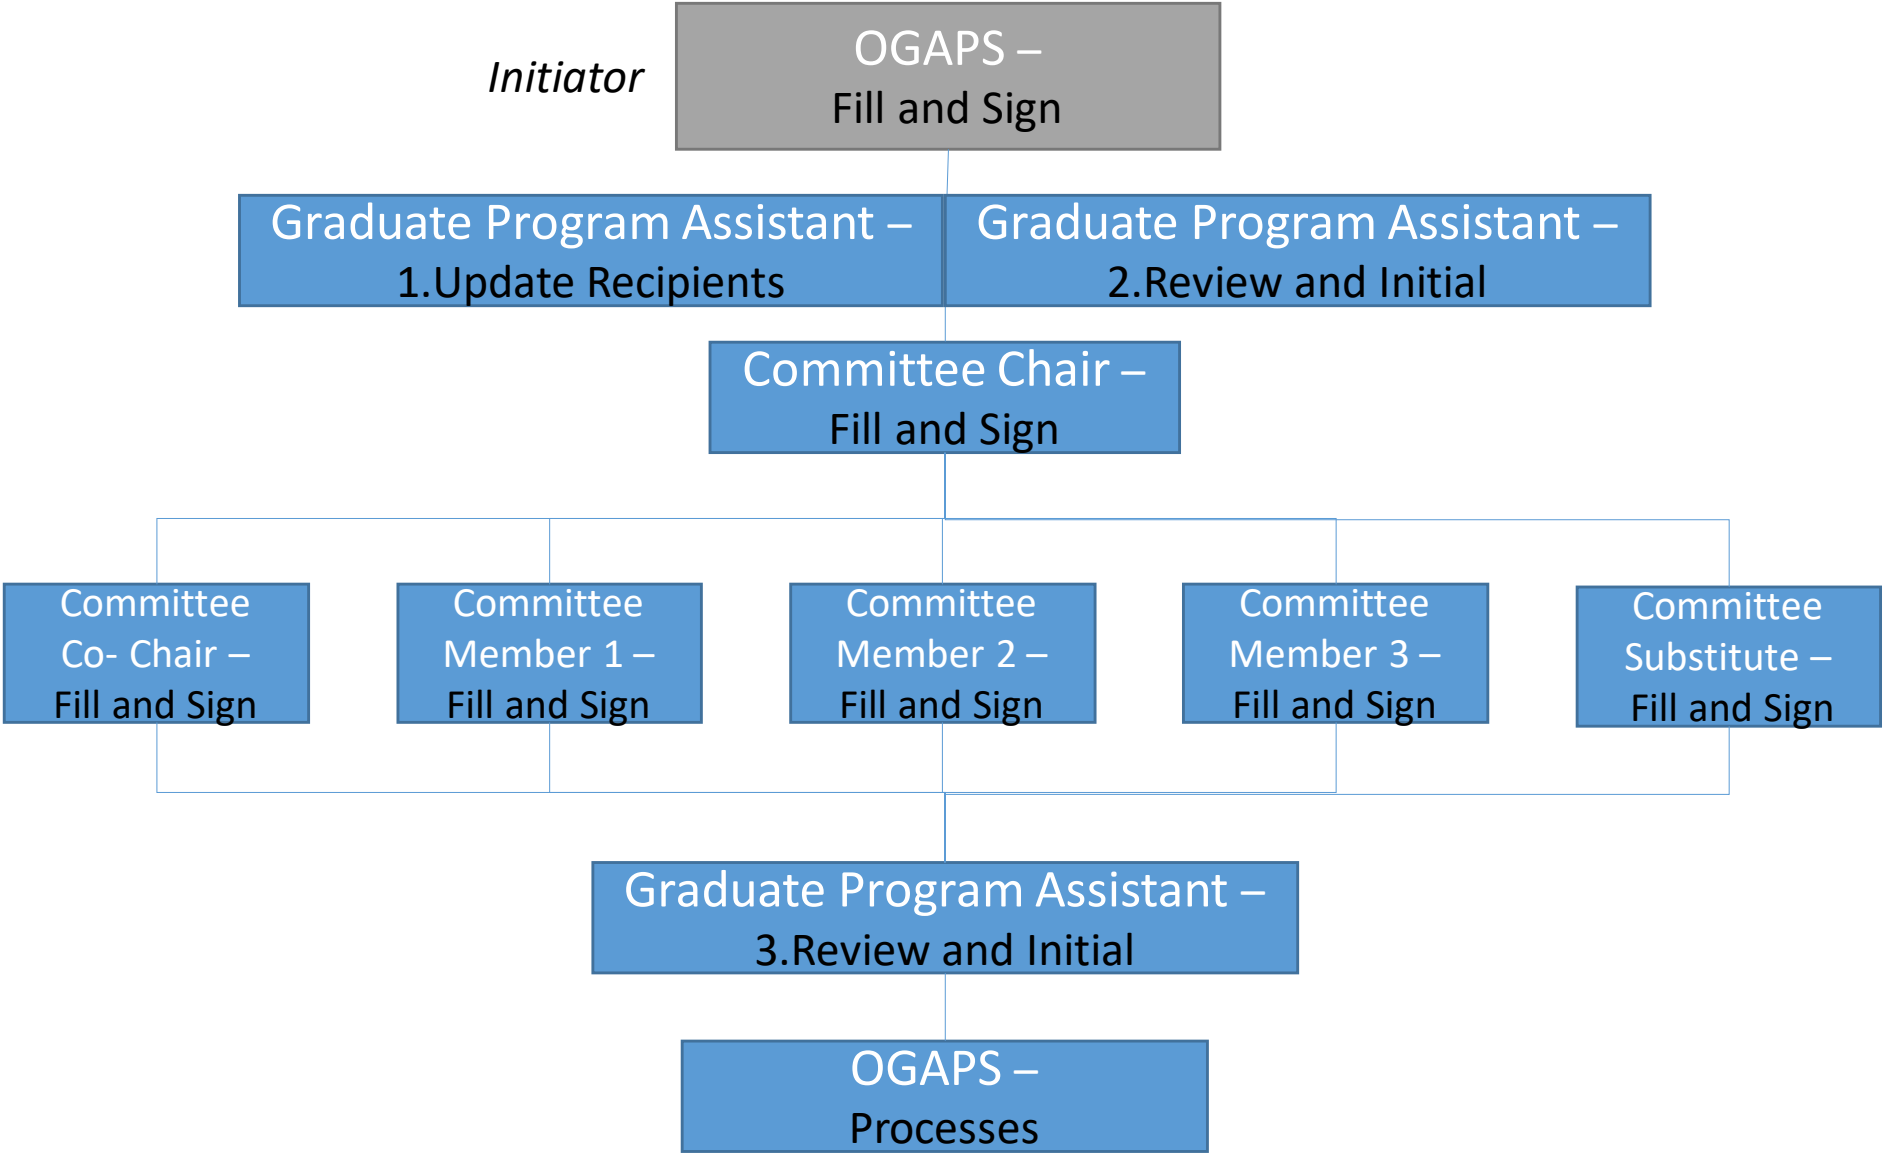 Initiator
OGAPS –
Fill and Sign
Graduate Program Assistant –
1.Update Recipients
Graduate Program Assistant –
2.Review and Initial
Committee Chair –
Fill and Sign
Committee
Co- Chair –
Fill and Sign
Committee
Member 1 –
Fill and Sign
Committee
Member 2 –
Fill and Sign
Committee
Member 3 –
Fill and Sign
Committee
Substitute –
Fill and Sign
Graduate Program Assistant –
3.Review and Initial
OGAPS –
Processes